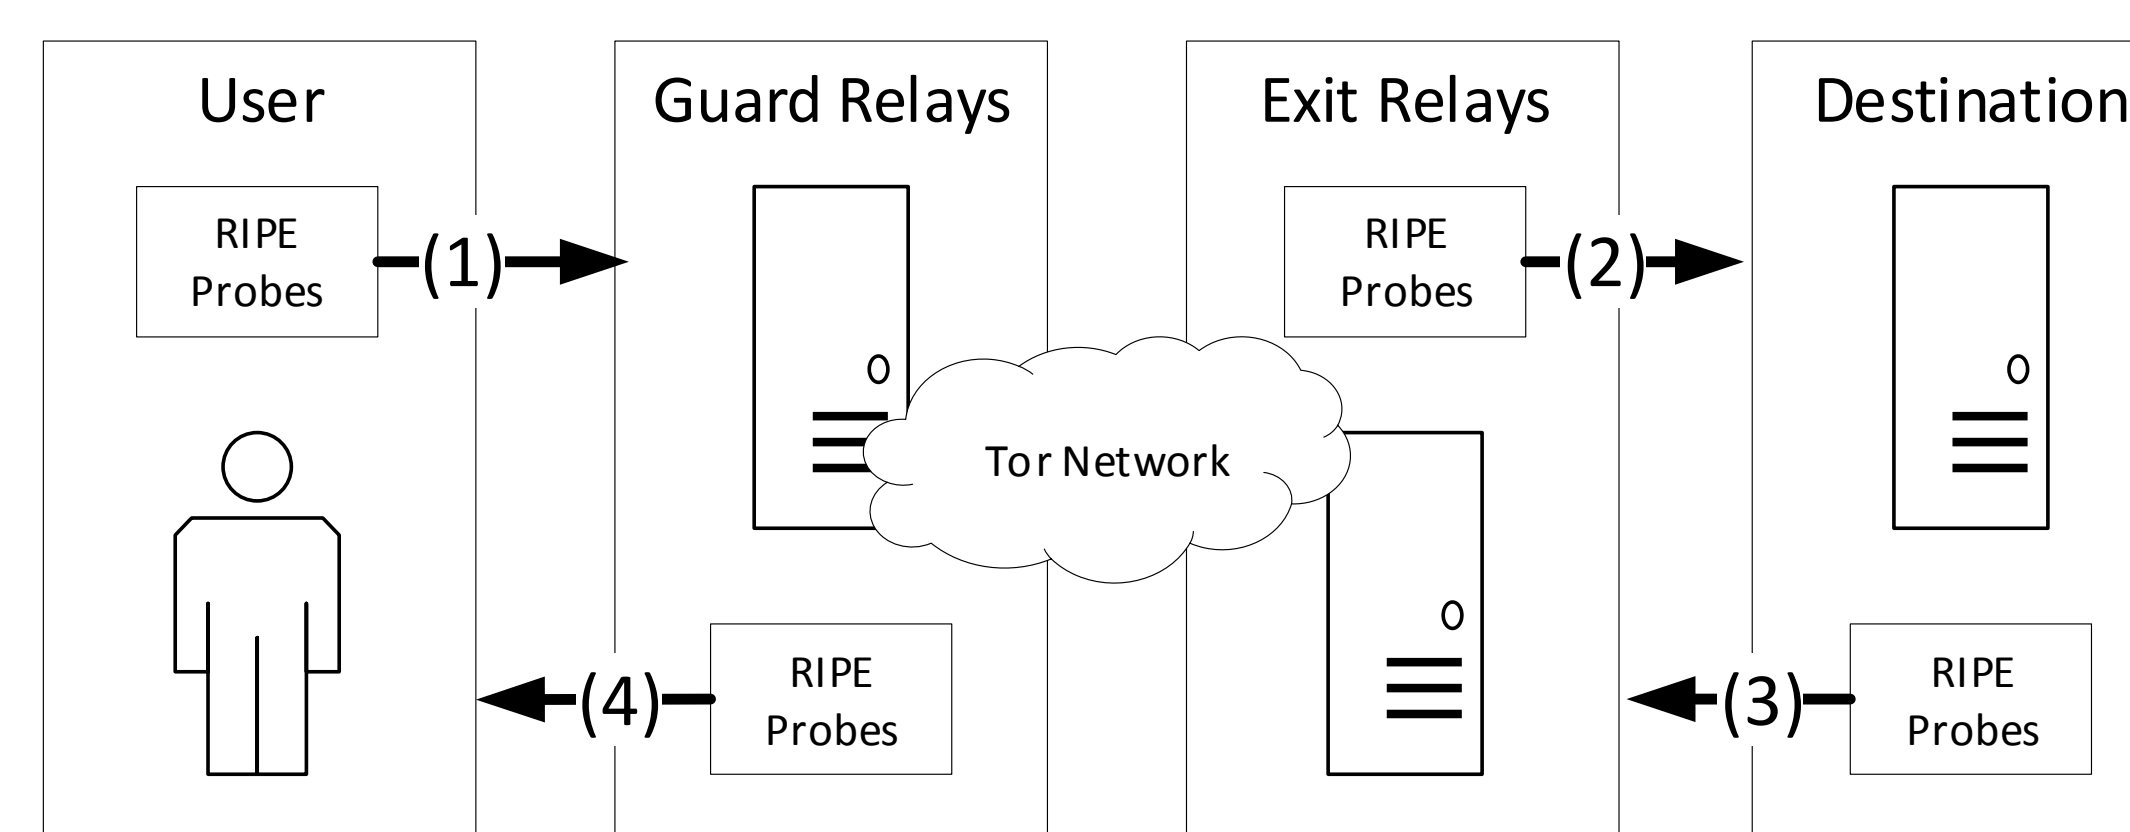 User
Guard Relays
Exit Relays
Destination
RIPE
Probes
(1)
RIPE
Probes
(2)
Tor Network
RIPE
Probes
(4)
RIPE
Probes
(3)